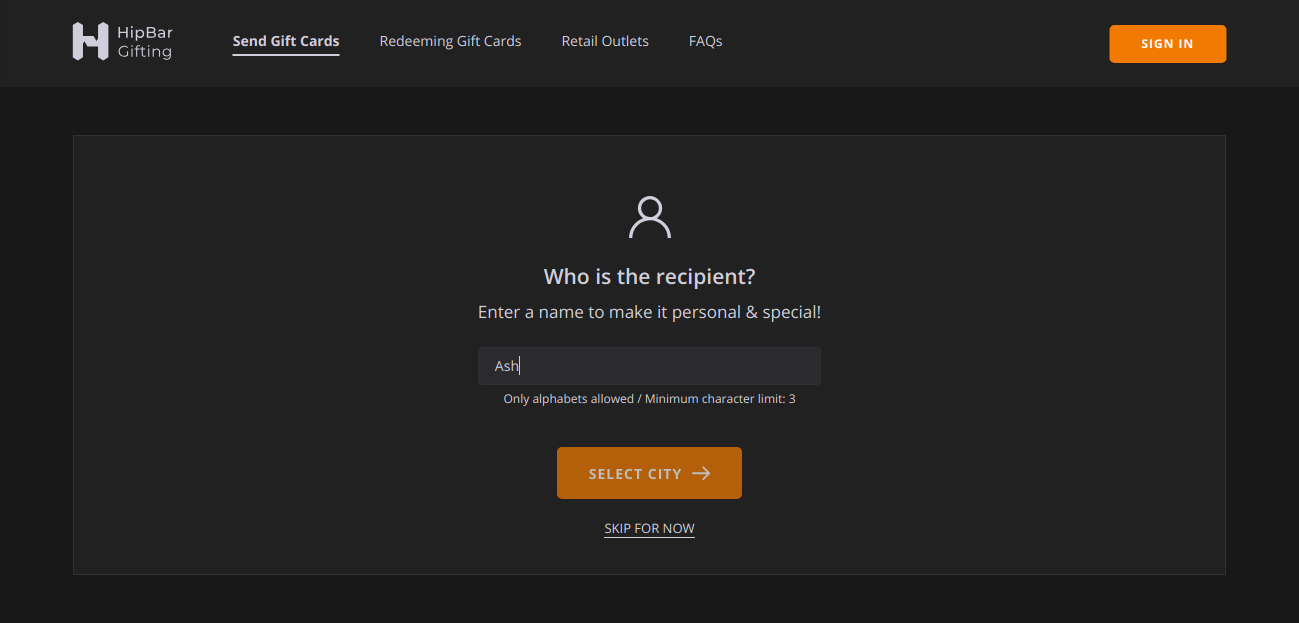 HipBar
Gifting
Send Gift Cards
Redeeming Gift Cards
Retail Outlets
FAQs
SIGN IN
Who is the recipient?
Enter a name to make it personal & special!
Ash
Only alphabets allowed / Minimum character limit: 3
SELECT CITY
SKIP FOR NOW